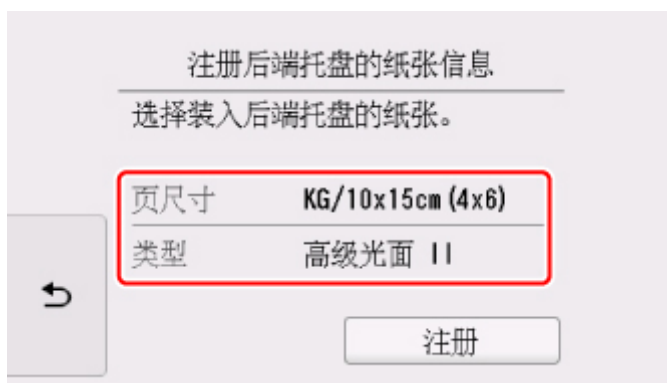 注册后端托盘的纸张信息
选择装入后端托盘的纸张。
页尺寸 KG/10x15cm(4x6)
类型 高级光面 II
注册